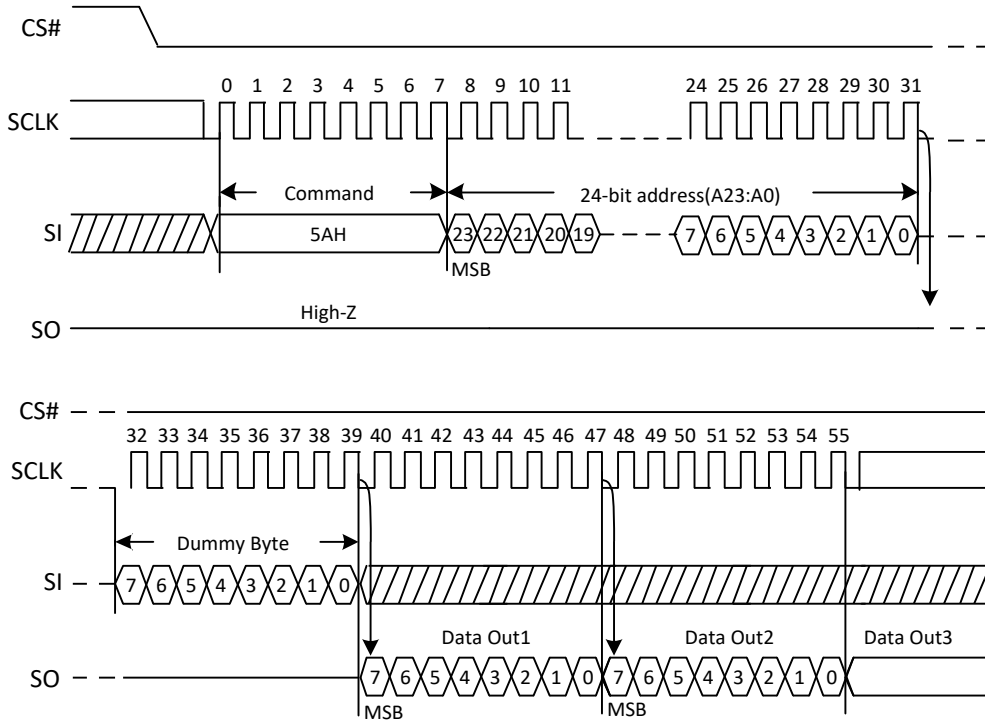 CS#
0 1 2 3 4 5 6 7 8 9 10 11 24 25 26 27 28 29 30 31
SCLK
Command 24-bit address(A23:A0)
SI 5AH 23 22 21 20 19 7 6 5 4 3 2 1 0
MSB
High-Z
SO
CS#
32 33 34 35 36 37 38 39 40 41 42 43 44 45 46 47 48 49 50 51 52 53 54 55
SCLK
Dummy Byte
SI 7 6 5 4 3 2 1 0
Data Out1 Data Out2 Data Out3
SO 7 6 5 4 3 2 1 0 7 6 5 4 3 2 1 0
MSB MSB